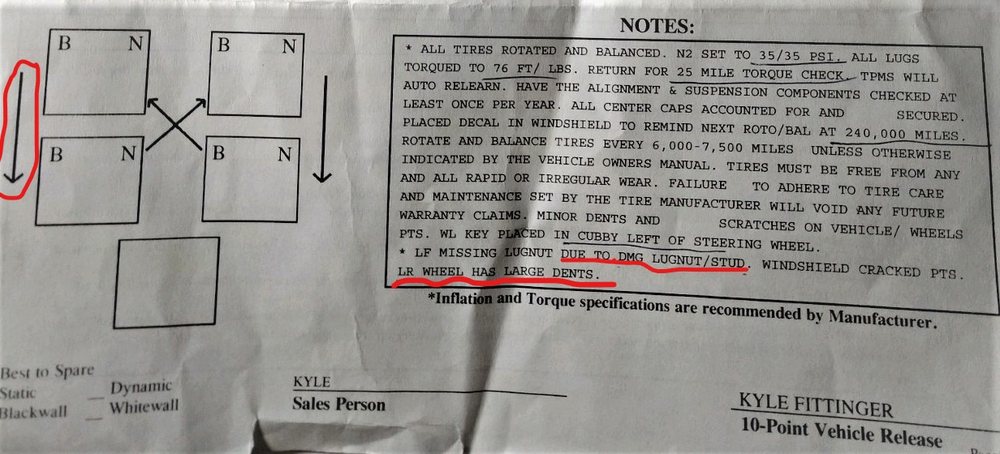 B N
B N
B N
B N
NOTES:
* ALL TIRES ROTATED AND BALANCED. N2 SET TO 35/35 PSI. ALL LUGS
TORQUED TO 76 FT/ LBS. RETURN FOR 25 MILE TORQUE CHECK. TPMS WILL
AUTO RELEARN. HAVE THE ALIGNMENT & SUSPENSION COMPONENTS CHECKED AT
LEAST ONCE PER YEAR. ALL CENTER CAPS ACCOUNTED FOR AND SECURED.
PLACED DECAL IN WINDSHIELD TO REMIND NEXT ROTO/BAL AT 240,000 MILES.
ROTATE AND BALANCE TIRES EVERY 6,000-7,500 MILES UNLESS OTHERWISE
INDICATED BY THE VEHICLE OWNERS MANUAL. TIRES MUST BE FREE FROM ANY
AND ALL RAPID OR IRREGULAR WEAR. FAILURE TO ADHERE TO TIRE CARE
AND MAINTENANCE SET BY THE TIRE MANUFACTURER WILL VOID ANY FUTURE
WARRANTY CLAIMS. MINOR DENTS AND SCRATCHES ON VEHICLE/ WHEELS
PTS. WL KEY PLACED IN CUBBY LEFT OF STEERING WHEEL.
* LF MISSING LUGNUT DUE TO DMG LUGNUT/STUD. WINDSHIELD CRACKED PTS.
LR WHEEL HAS LARGE DENTS.
*Inflation and Torque specifications are recommended by Manufacturer.
Best to Spare
Static _ Dynamic
Blackwall _ Whitewall
KYLE
Sales Person
KYLE FITTINGER
10-Point Vehicle Release